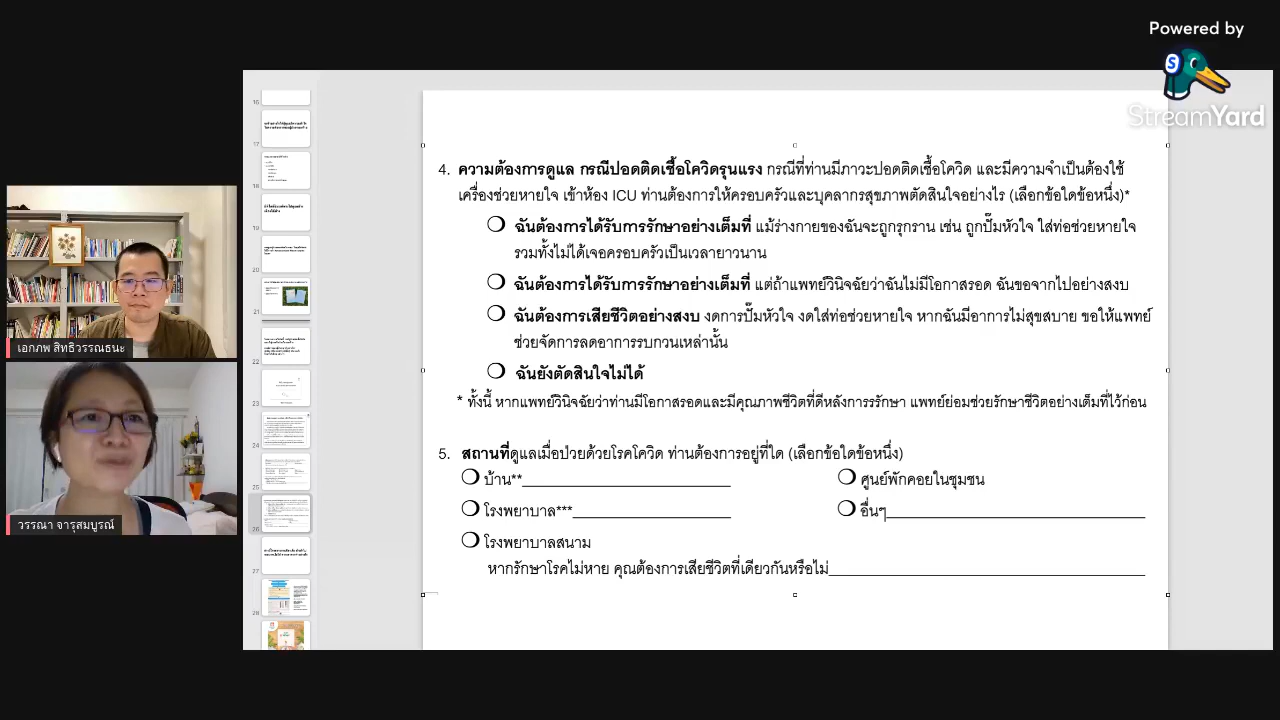 Powered by
StreamYard
4. ความต้องการดูแล กรณีปอดติดเชื้อโควิดรุนแรง กรณีที่ท่านมีภาวะปอดติดเชื้อโควิด และมีความจำเป็นต้องใช้
เครื่องช่วยหายใจ เข้าห้อง ICU ท่านต้องการให้ครอบครัวและบุคลากรสุขภาพตัดสินใจอย่างไร (เลือกข้อใดข้อหนึ่ง)*
ฉันต้องการได้รับการรักษาอย่างเต็มที่ แม้ร่างกายของฉันจะถูกรุกราน เช่น ถูกปั๊มหัวใจ ใส่ท่อช่วยหายใจ
รวมทั้งไม่ได้เจอครอบครัวเป็นเวลายาวนาน
ฉันต้องการได้รับการรักษาอย่างเต็มที่ แต่ถ้าแพทย์วินิจฉัยว่าฉันไม่มีโอกาสรอด ฉันขอจากไปอย่างสงบ
ฉันต้องการเสียชีวิตอย่างสงบ งดการปั๊มหัวใจ งดใส่ท่อช่วยหายใจ หากฉันมีอาการไม่สุขสบาย ขอให้แพทย์
ช่วยจัดการลดอาการรบกวนเหล่านั้น
ฉันยังตัดสินใจไม่ได้
* ทั้งนี้ หากแพทย์วินิจฉัยว่าท่านมีโอกาสรอดและมีคุณภาพชีวิตที่ดีหลังการรักษา แพทย์ย่อมช่วยรักษาชีวิตอย่างเต็มที่ไว้ก่อน
5. สถานที่ดูแลเมื่อป่วยด้วยโรคโควิด ท่านต้องการอยู่ที่ใด (เลือกข้อใดข้อหนึ่ง)
บ้าน** ศูนย์พักคอยในชุมชน
โรงพยาบาล*** อื่นๆ
โรงพยาบาลสนาม
หากรักษาโรคไม่หาย คุณต้องการเสียชีวิตที่เดียวกันหรือไม่
เอกภพ สิทธิวรรณธนะ
วรรณา จารุสมบูรณ์
16
17
18
19
20
21
22
23
24
25
26
27
28